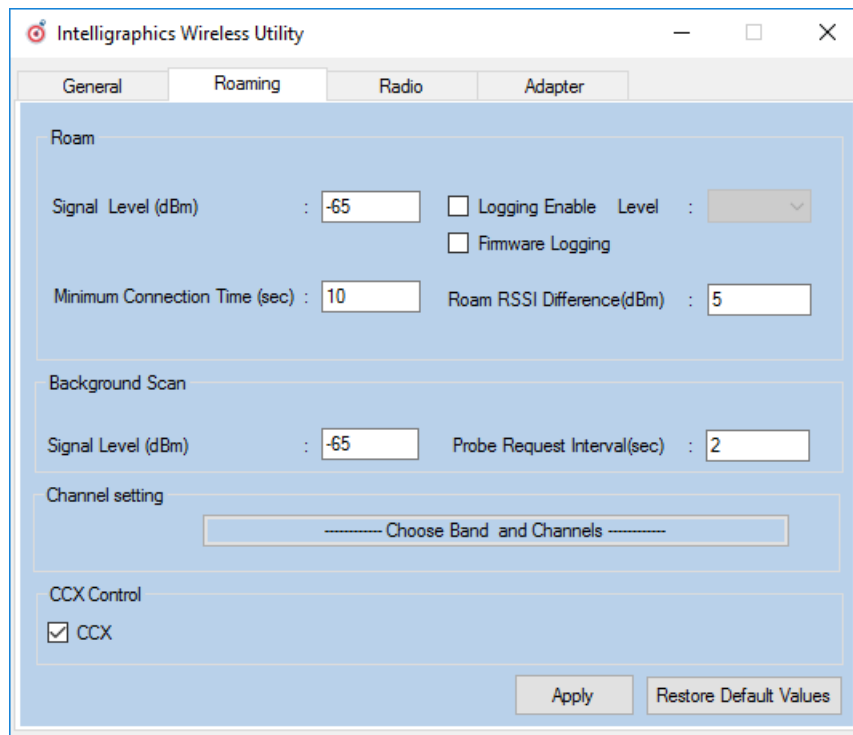 Intelligraphics Wireless Utility
General Roaming Radio Adapter
Roam
Signal Level (dBm) : -65 Logging Enable Level :
Firmware Logging
Minimum Connection Time (sec) : 10 Roam RSSI Difference(dBm) : 5
Background Scan
Signal Level (dBm) : -65 Probe Request Interval(sec) : 2
Channel setting
------------ Choose Band and Channels ------------
CCX Control
CCX
Apply Restore Default Values